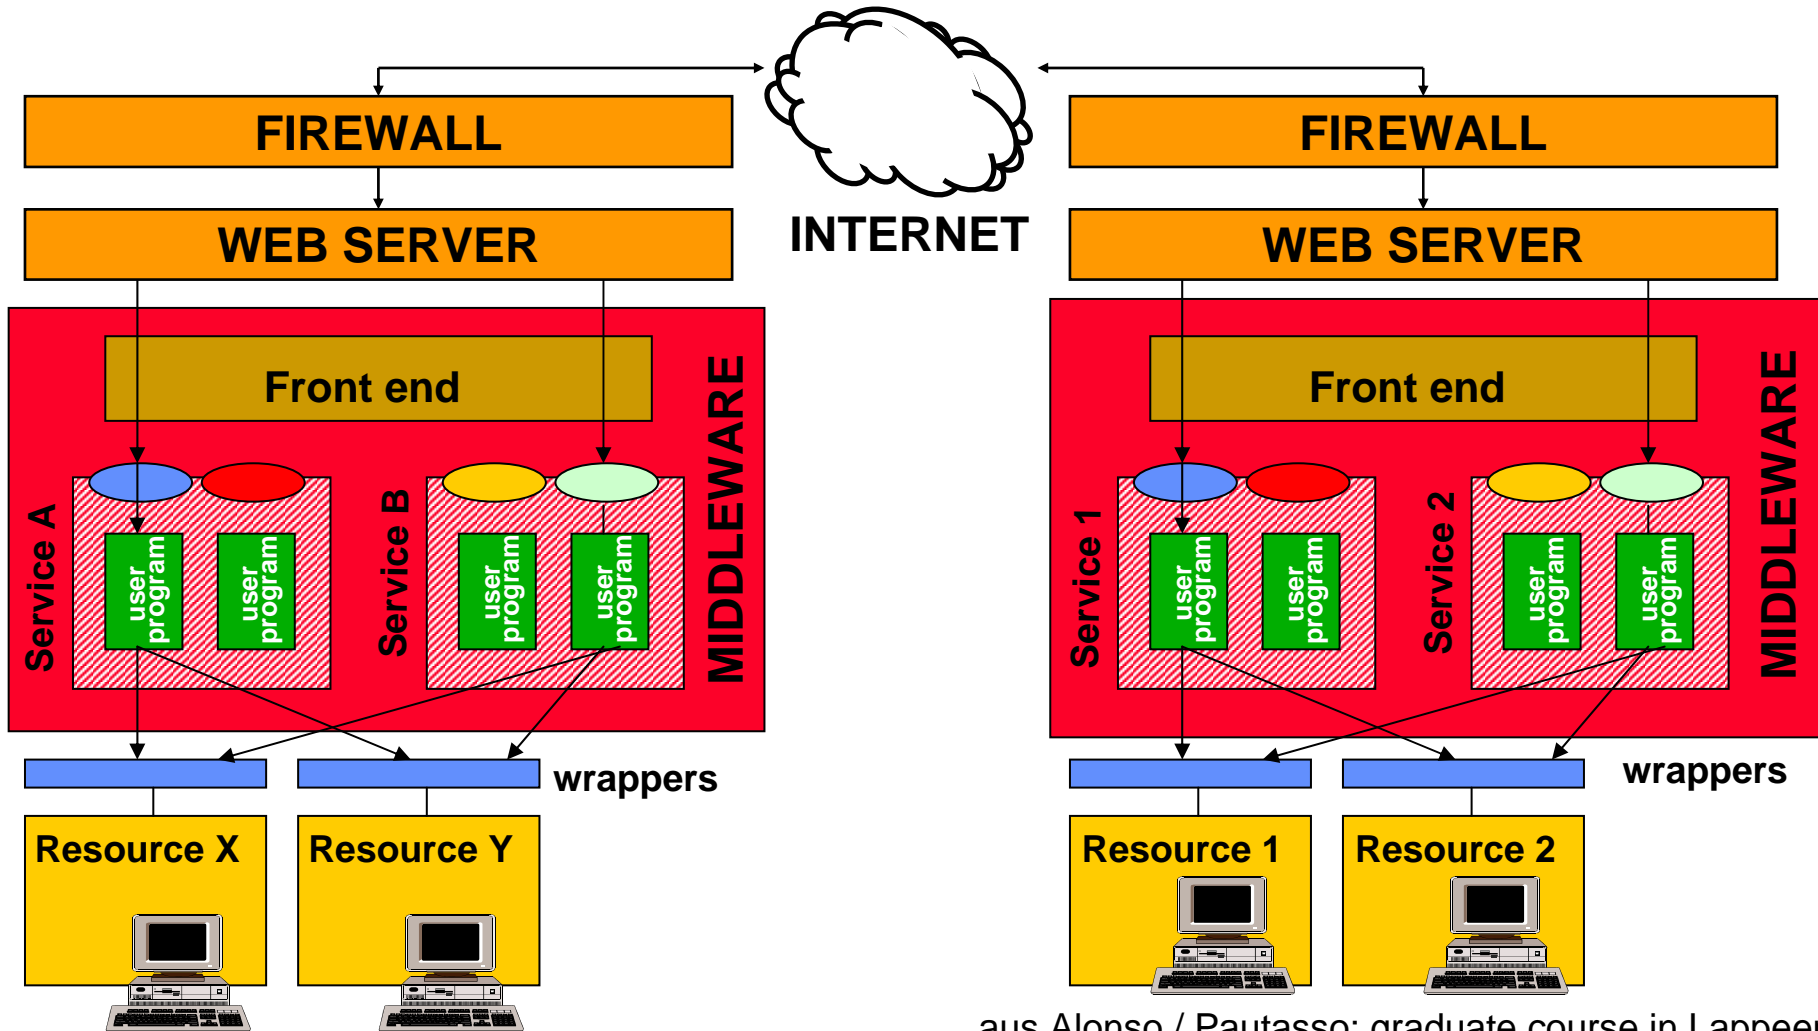 FIREWALL
WEB SERVER
Front end
MIDDLEWARE
Service A
user
program
user
program
Service B
user
program
user
program
wrappers
Resource X
Resource Y
INTERNET
FIREWALL
WEB SERVER
Front end
MIDDLEWARE
Service 1
user
program
user
program
Service 2
user
program
user
program
wrappers
Resource 1
Resource 2
aus Alonso / Pautasso: graduate course in Lappeen